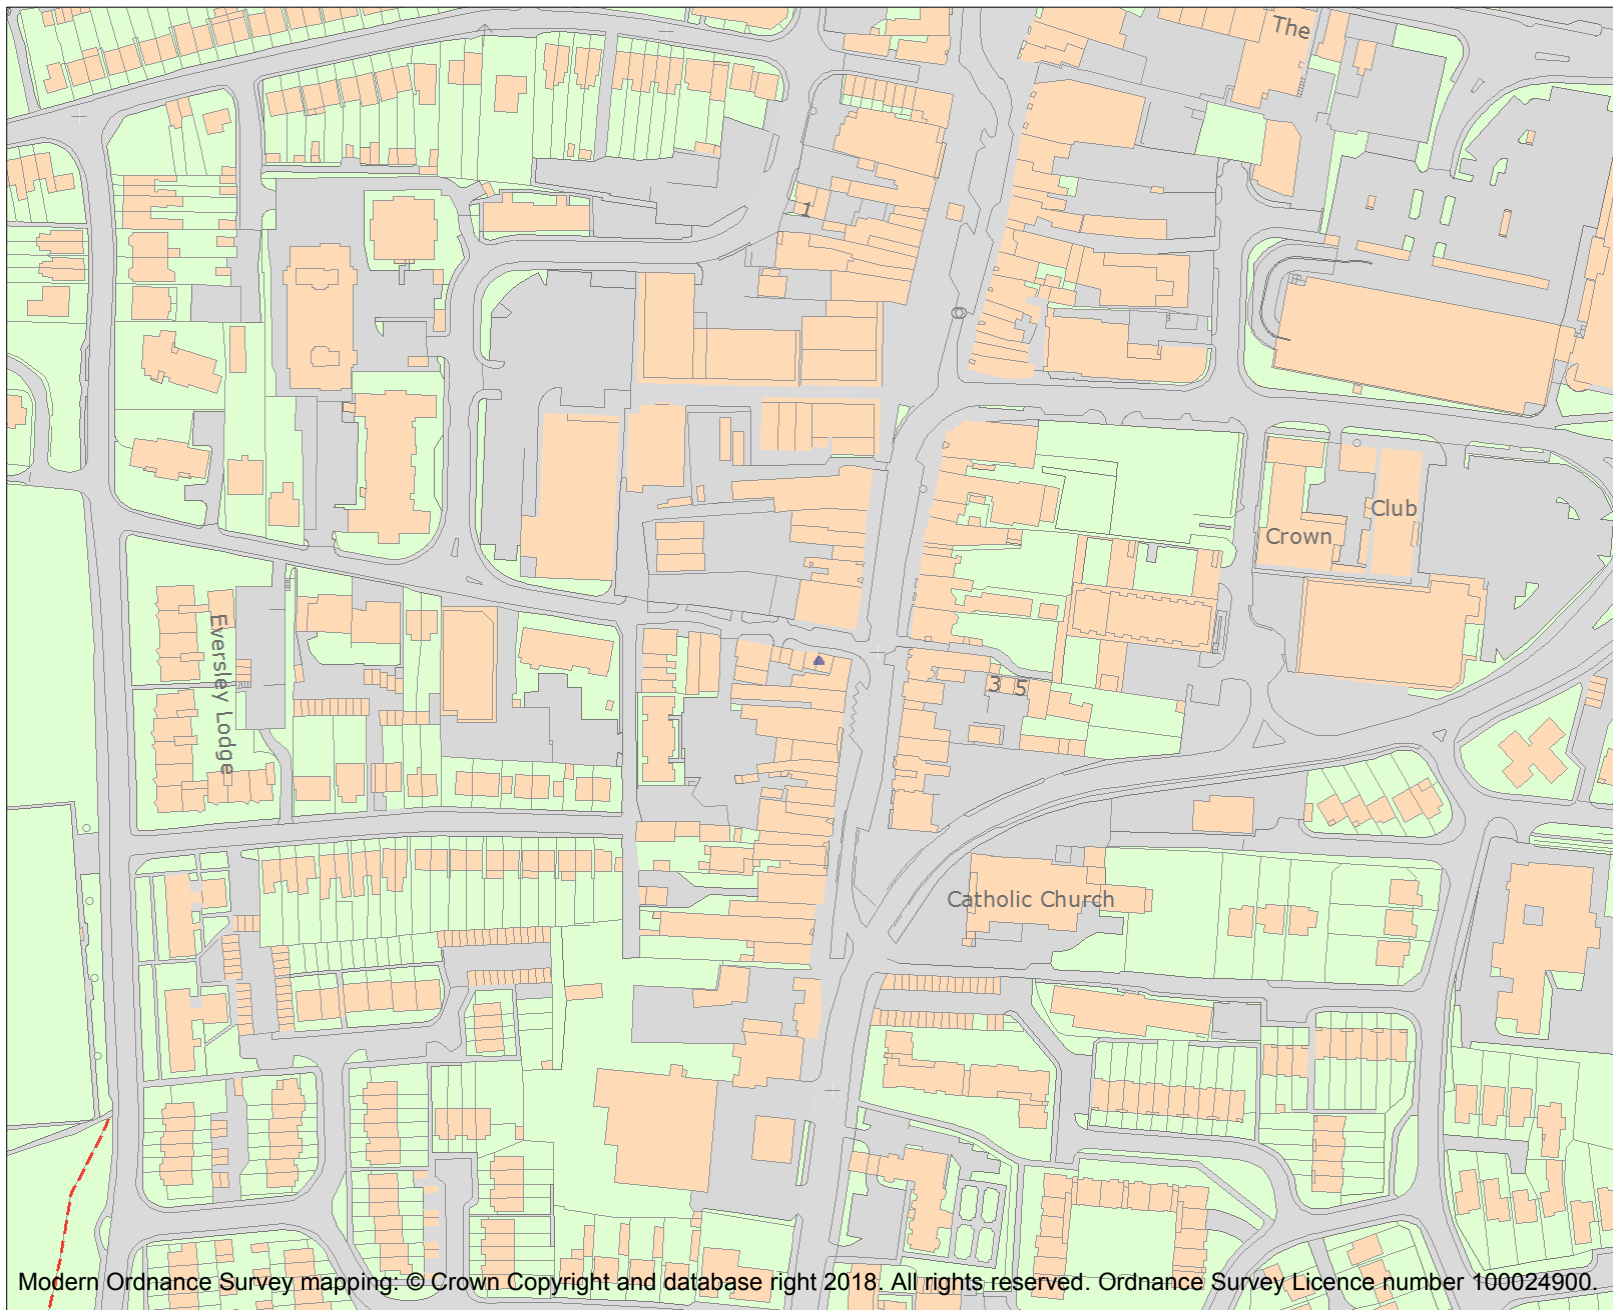 The
1
Club
Crown
Eversley Lodge
3 5
Catholic Church
Modern Ordnance Survey mapping: © Crown Copyright and database right 2018. All rights reserved. Ordnance Survey Licence number 100024900.